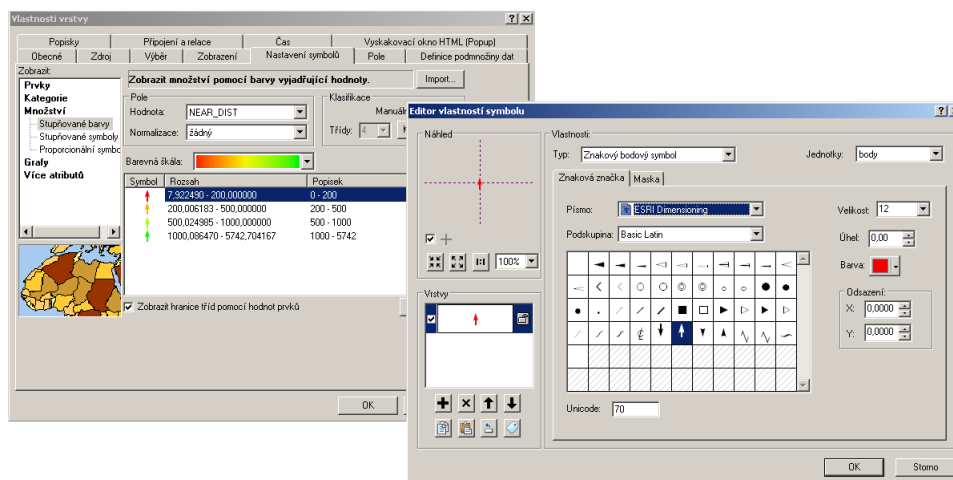 Vlastnosti vrstvy
Popisky Připojení a relace Čas Vyskakovací okno HTML (Popup)
Obecné Zdroj Výběr Zobrazení Nastavení symbolů Pole Definice podmnožiny dat
Zobrazit:
Prvky
Kategorie
Množství
Stupňované barvy
Stupňované symboly
Proporcionální symbc
Grafy
Více atributů
Zobrazit množství pomocí barvy vyjadřující hodnoty.
Import...
Pole
Hodnota: NEAR_DIST
Normalizace: žádný
Klasifikace
Manuál
Třídy: 4
Barevná škála:
Symbol Rozsah Popisek
7,922490 - 200,000000 0 - 200
200,006183 - 500,000000 200 - 500
500,024985 - 1000,000000 500 - 1000
1000,086470 - 5742,704167 1000 - 5742
Zobrazit hranice tříd pomocí hodnot prvků
OK
Editor vlastností symbolu
Náhled
1:1 100%
Vrstvy
Vlastnosti:
Typ: Znakový bodový symbol
Jednotky: body
Znaková značka Maska
Písmo: ESRI Dimensioning
Podskupina: Basic Latin
Velikost: 12
Úhel: 0,00
Barva:
Odsazení:
X: 0,0000
Y: 0,0000
Unicode: 70
OK Storno